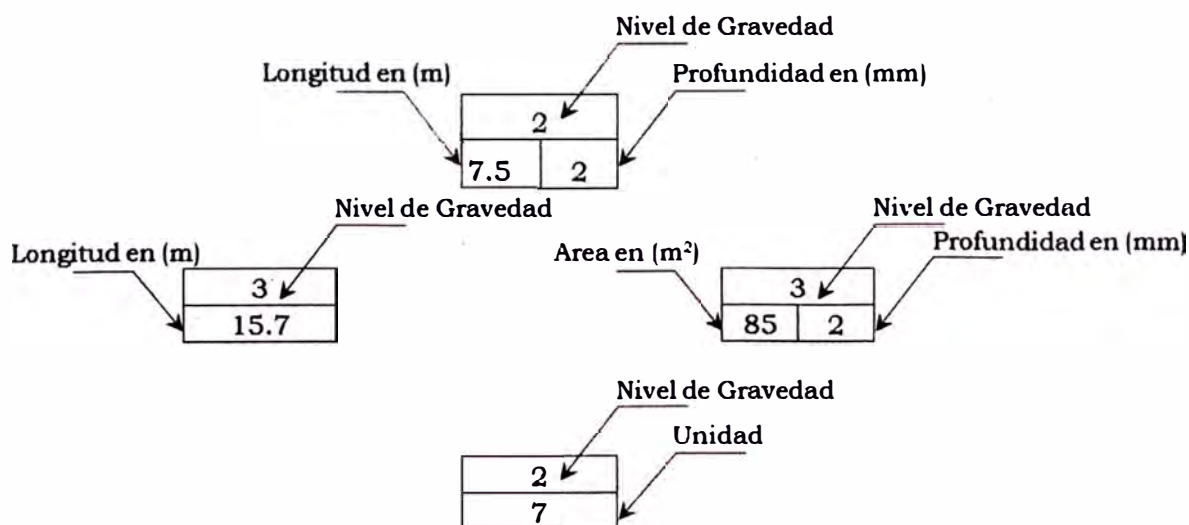 Nivel de Gravedad
Longitud en (m)
Profundidad en (mm)
2
7.5 2
Nivel de Gravedad
Longitud en (m)
3
15.7
Nivel de Gravedad
Area en (m²)
Profundidad en (mm)
3
85 2
Nivel de Gravedad
Unidad
2
7